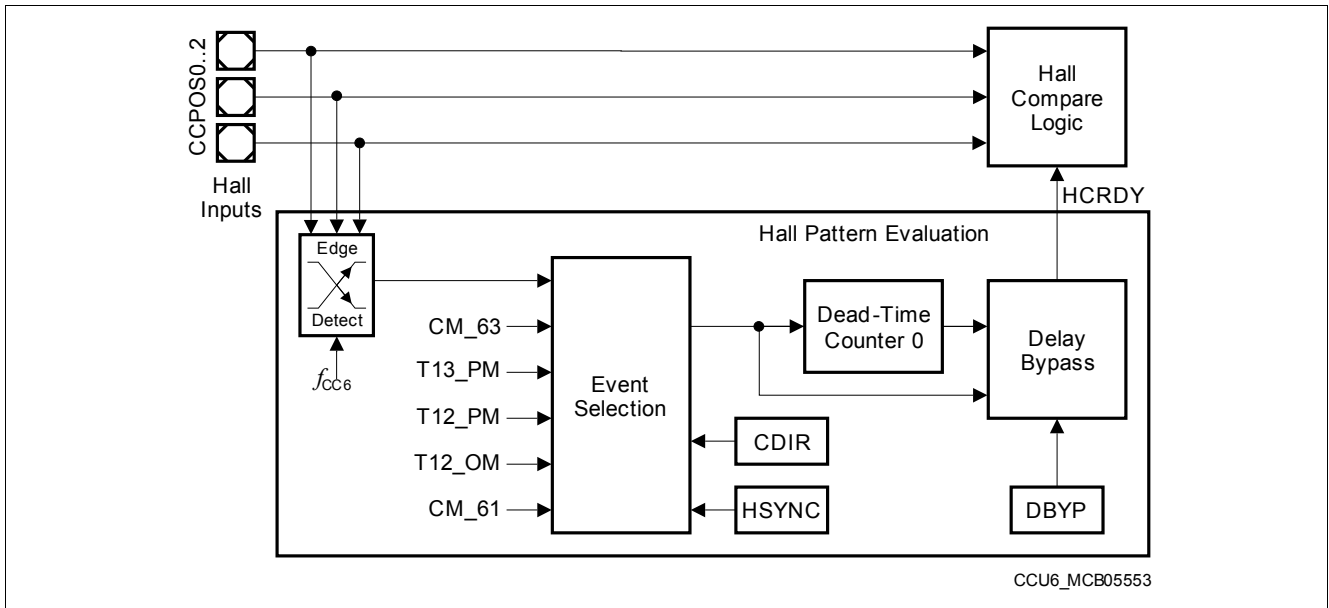 CCPOS0..2
Hall
Inputs
Hall
Compare
Logic
HCRDY
Hall Pattern Evaluation
Edge
Detect
fCC6
CM_63
T13_PM
T12_PM
T12_OM
CM_61
Event
Selection
Dead-Time
Counter 0
Delay
Bypass
CDIR
HSYNC
DBYP
CCU6_MCB05553